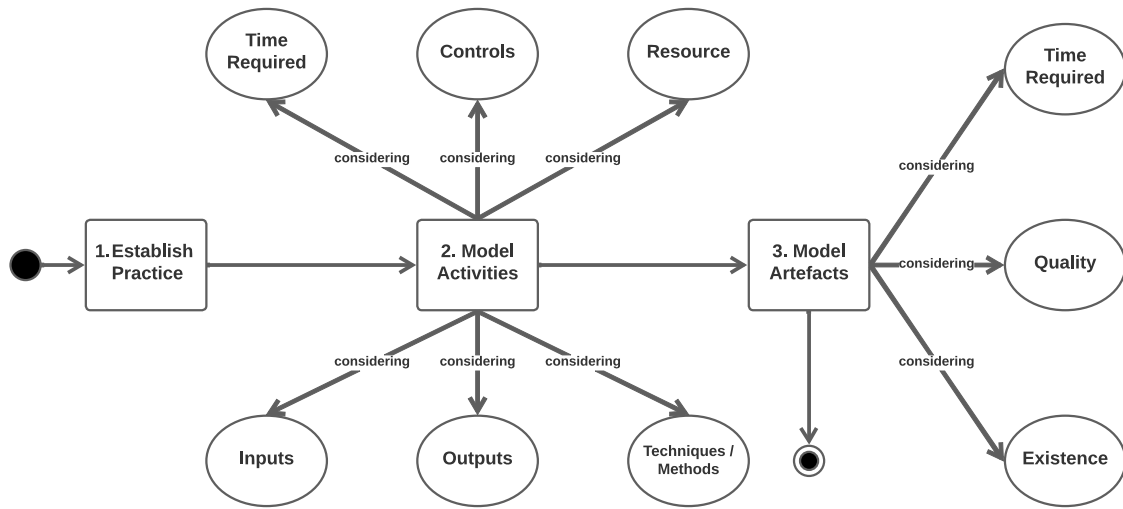 Time
Required
Controls
Resource
Time
Required
considering
considering
considering
considering
1. Establish
Practice
2. Model
Activities
3. Model
Artefacts
considering
Quality
considering
considering
considering
considering
Inputs
Outputs
Techniques /
Methods
Existence